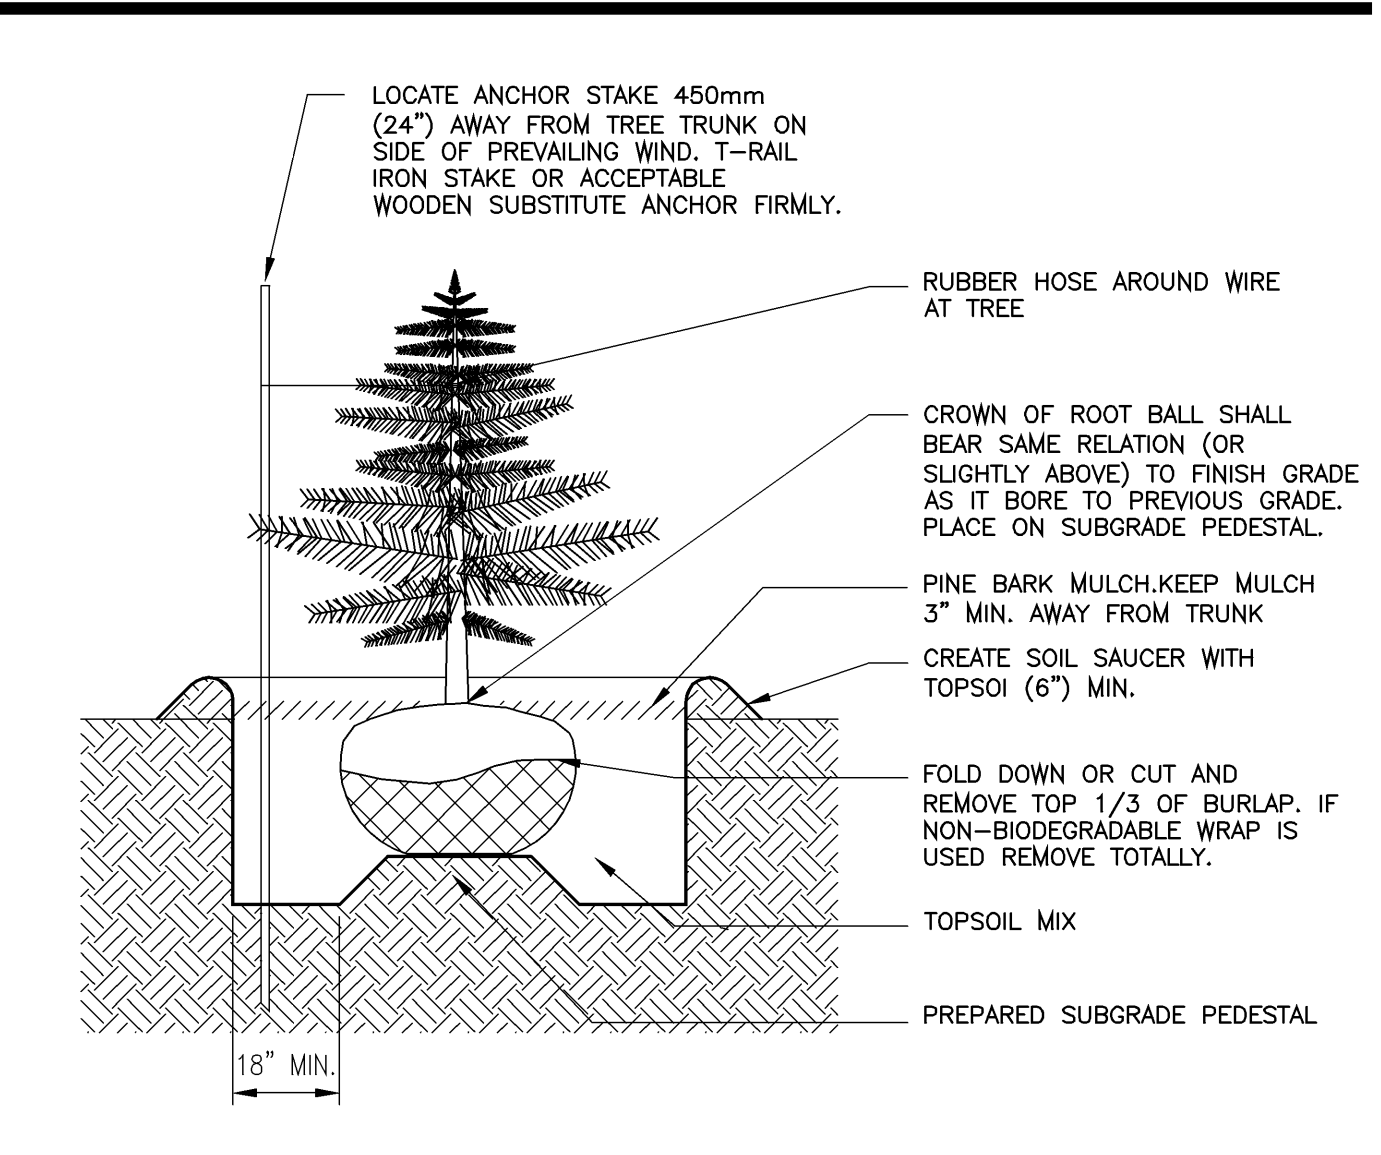 LOCATE ANCHOR STAKE 450mm
(24") AWAY FROM TREE TRUNK ON
SIDE OF PREVAILING WIND. T-RAIL
IRON STAKE OR ACCEPTABLE
WOODEN SUBSTITUTE ANCHOR FIRMLY.
RUBBER HOSE AROUND WIRE
AT TREE
CROWN OF ROOT BALL SHALL
BEAR SAME RELATION (OR
SLIGHTLY ABOVE) TO FINISH GRADE
AS IT BORE TO PREVIOUS GRADE.
PLACE ON SUBGRADE PEDESTAL.
PINE BARK MULCH.KEEP MULCH
3" MIN. AWAY FROM TRUNK
CREATE SOIL SAUCER WITH
TOPSOI (6") MIN.
FOLD DOWN OR CUT AND
REMOVE TOP 1/3 OF BURLAP. IF
NON-BIODEGRADABLE WRAP IS
USED REMOVE TOTALLY.
TOPSOIL MIX
PREPARED SUBGRADE PEDESTAL
18" MIN.